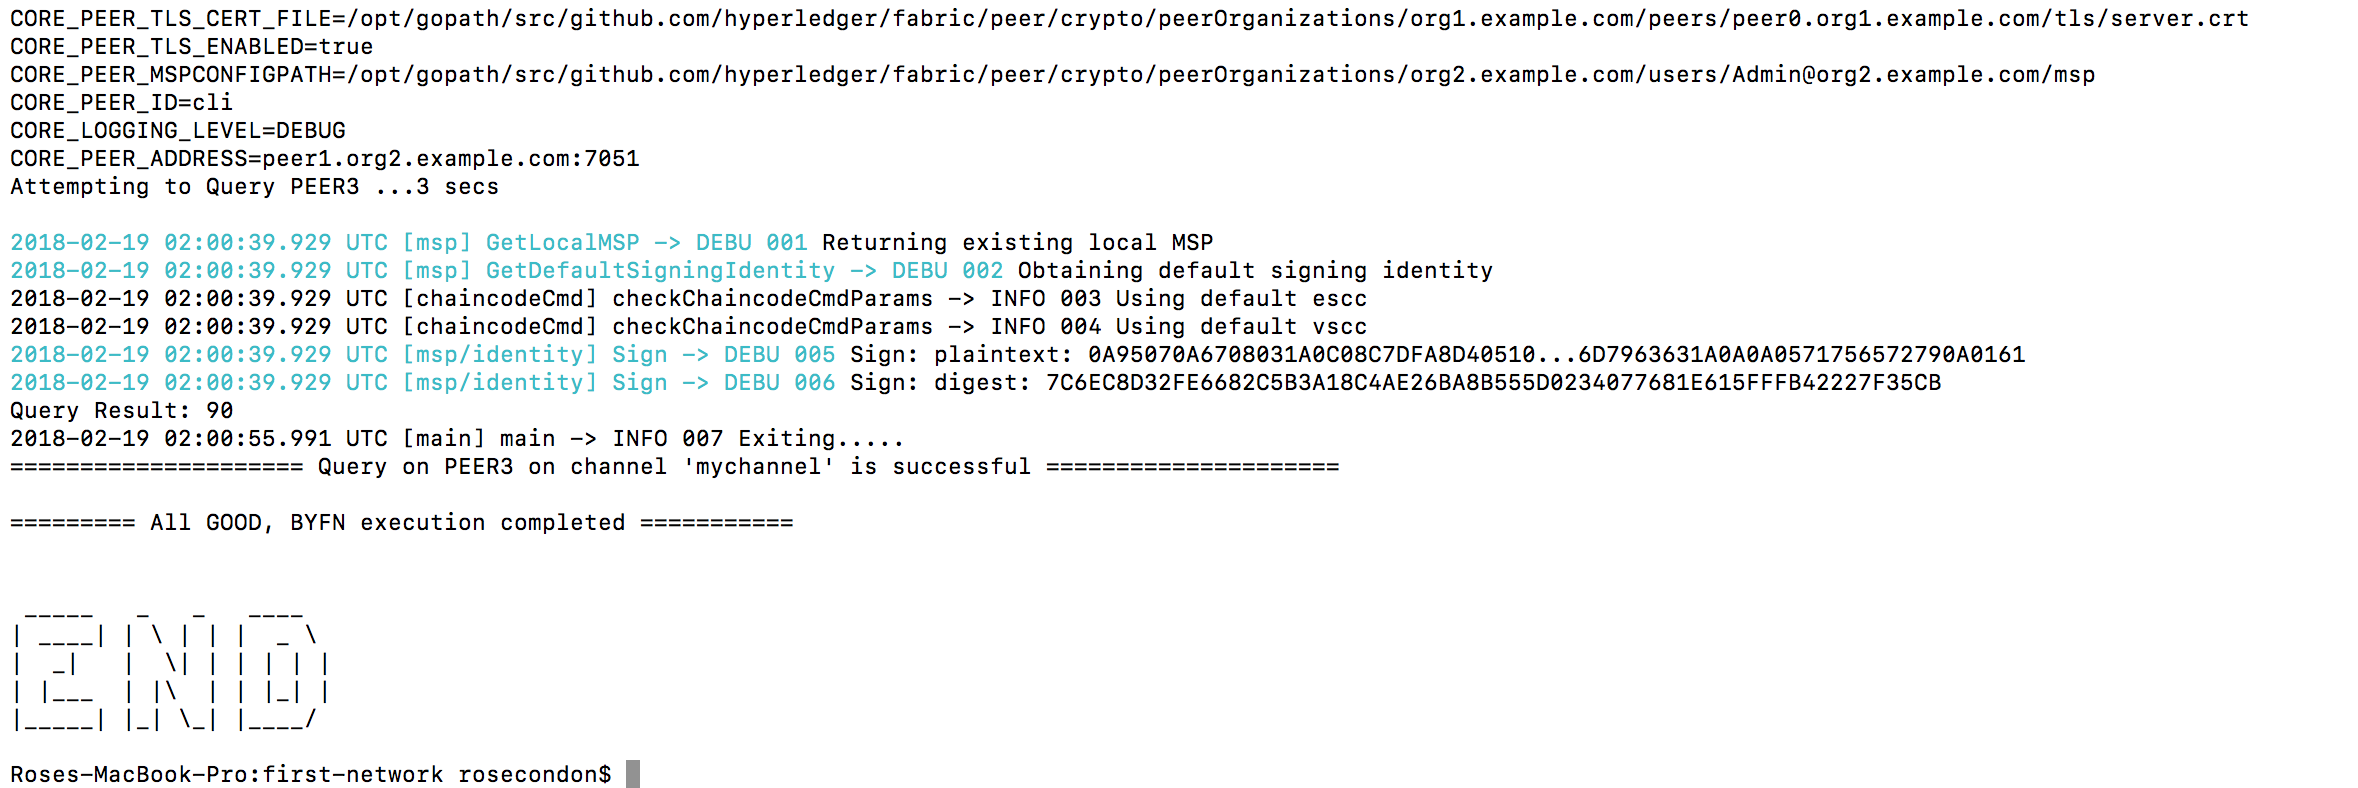 CORE_PEER_TLS_CERT_FILE=/opt/gopath/src/github.com/hyperledger/fabric/peer/crypto/peerOrganizations/org1.example.com/peers/peer0.org1.example.com/tls/server.crt
CORE_PEER_TLS_ENABLED=true
CORE_PEER_MSPCONFIGPATH=/opt/gopath/src/github.com/hyperledger/fabric/peer/crypto/peerOrganizations/org2.example.com/users/Admin@org2.example.com/msp
CORE_PEER_ID=cli
CORE_LOGGING_LEVEL=DEBUG
CORE_PEER_ADDRESS=peer1.org2.example.com:7051
Attempting to Query PEER3 ...3 secs

2018-02-19 02:00:39.929 UTC [msp] GetLocalMSP -> DEBU 001 Returning existing local MSP
2018-02-19 02:00:39.929 UTC [msp] GetDefaultSigningIdentity -> DEBU 002 Obtaining default signing identity
2018-02-19 02:00:39.929 UTC [chaincodeCmd] checkChaincodeCmdParams -> INFO 003 Using default escc
2018-02-19 02:00:39.929 UTC [chaincodeCmd] checkChaincodeCmdParams -> INFO 004 Using default vscc
2018-02-19 02:00:39.929 UTC [msp/identity] Sign -> DEBU 005 Sign: plaintext: 0A95070A6708031A0C08C7DFA8D40510...6D7963631A0A0A0571756572790A0161
2018-02-19 02:00:39.929 UTC [msp/identity] Sign -> DEBU 006 Sign: digest: 7C6EC8D32FE6682C5B3A18C4AE26BA8B555D0234077681E615FFFB42227F35CB
Query Result: 90
2018-02-19 02:00:55.991 UTC [main] main -> INFO 007 Exiting.....
===================== Query on PEER3 on channel 'mychannel' is successful =====================

========= All GOOD, BYFN execution completed ===========


 _____   _   _   ____
| ____| | \ | | |  _ \
|  _|   |  \| | | | | |
| |___  | |\  | | |_| |
|_____| |_| \_| |____/

Roses-MacBook-Pro:first-network rosecondon$